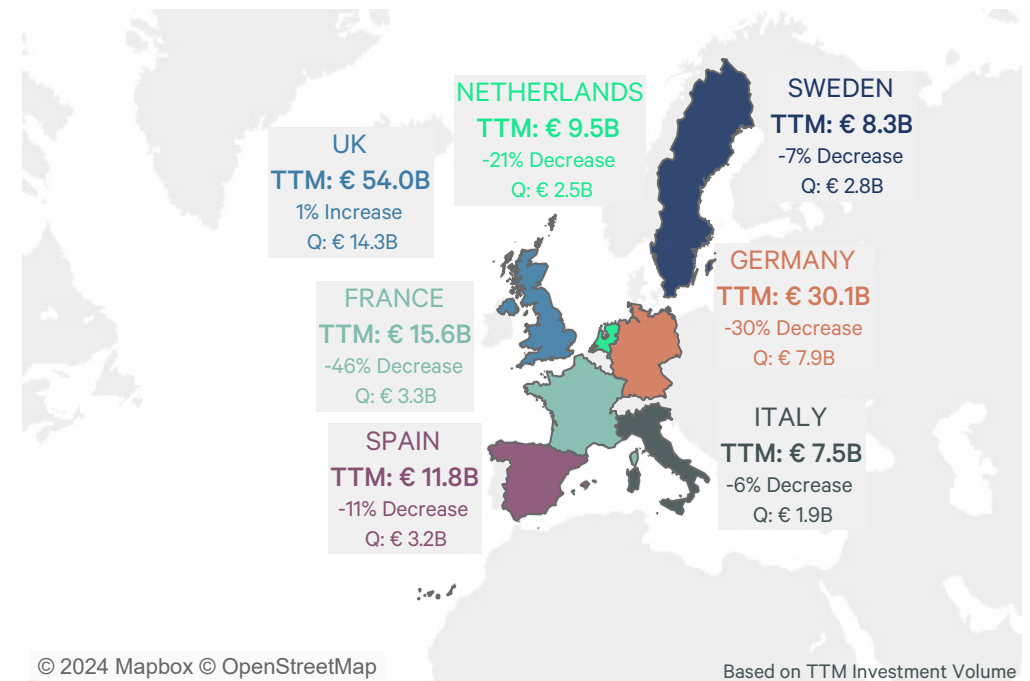 NETHERLANDS
TTM: € 9.5B
-21% Decrease
Q: € 2.5B
SWEDEN
TTM: € 8.3B
-7% Decrease
Q: € 2.8B
UK
TTM: € 54.0B
1% Increase
Q: € 14.3B
GERMANY
TTM: € 30.1B
-30% Decrease
Q: € 7.9B
FRANCE
TTM: € 15.6B
-46% Decrease
Q: € 3.3B
ITALY
TTM: € 7.5B
-6% Decrease
Q: € 1.9B
SPAIN
TTM: € 11.8B
-11% Decrease
Q: € 3.2B
© 2024 Mapbox © OpenStreetMap
Based on TTM Investment Volume